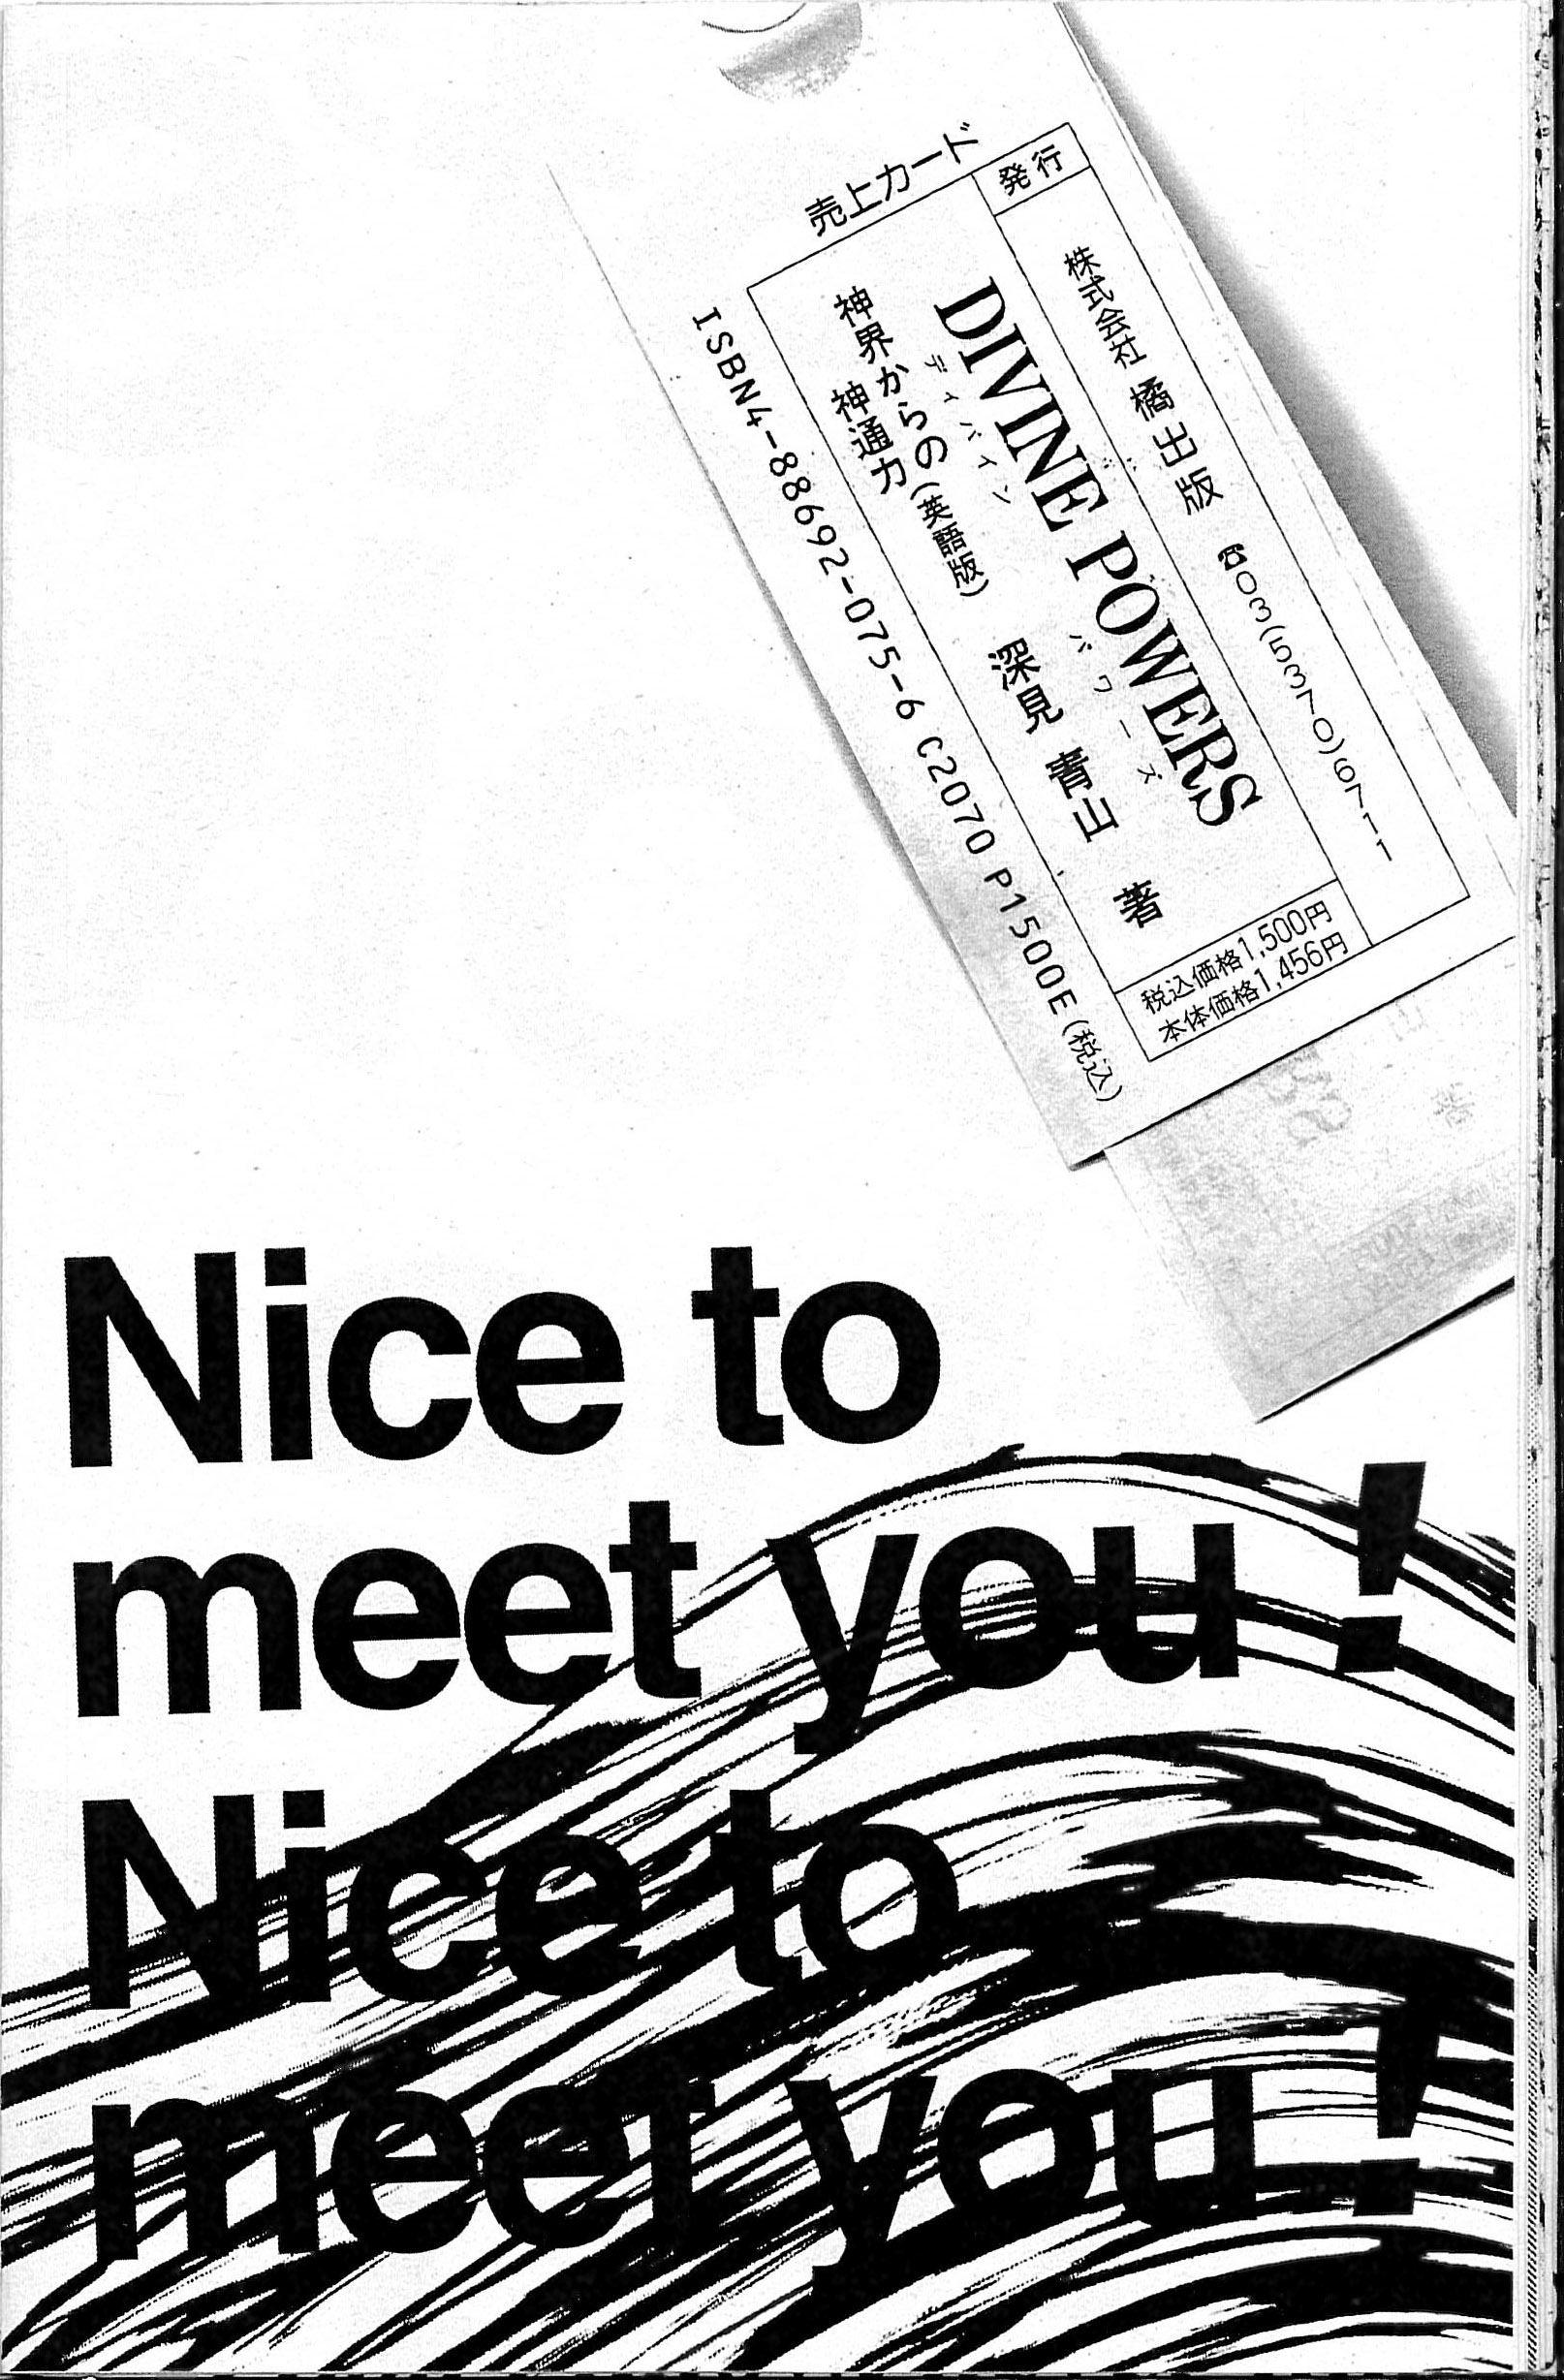 売上カード
発行
株式会社 橘出版 ☎03(5370)6711
DIVINE POWERS
ディバイン パワーズ
神界からの(英語版)
神通力
深見 青山 著
税込価格1,500円
本体価格1,456円
ISBN4-88692-075-6 C2070 P1500E(税込)
Nice to
meet you!
Nice to
meet you!